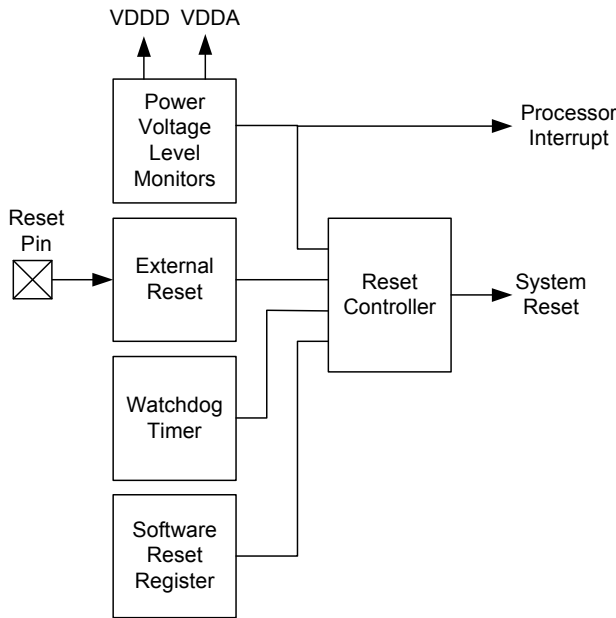 VDDD VDDA
Power
Voltage
Level
Monitors
Processor
Interrupt
Reset
Pin
External
Reset
Reset
Controller
System
Reset
Watchdog
Timer
Software
Reset
Register